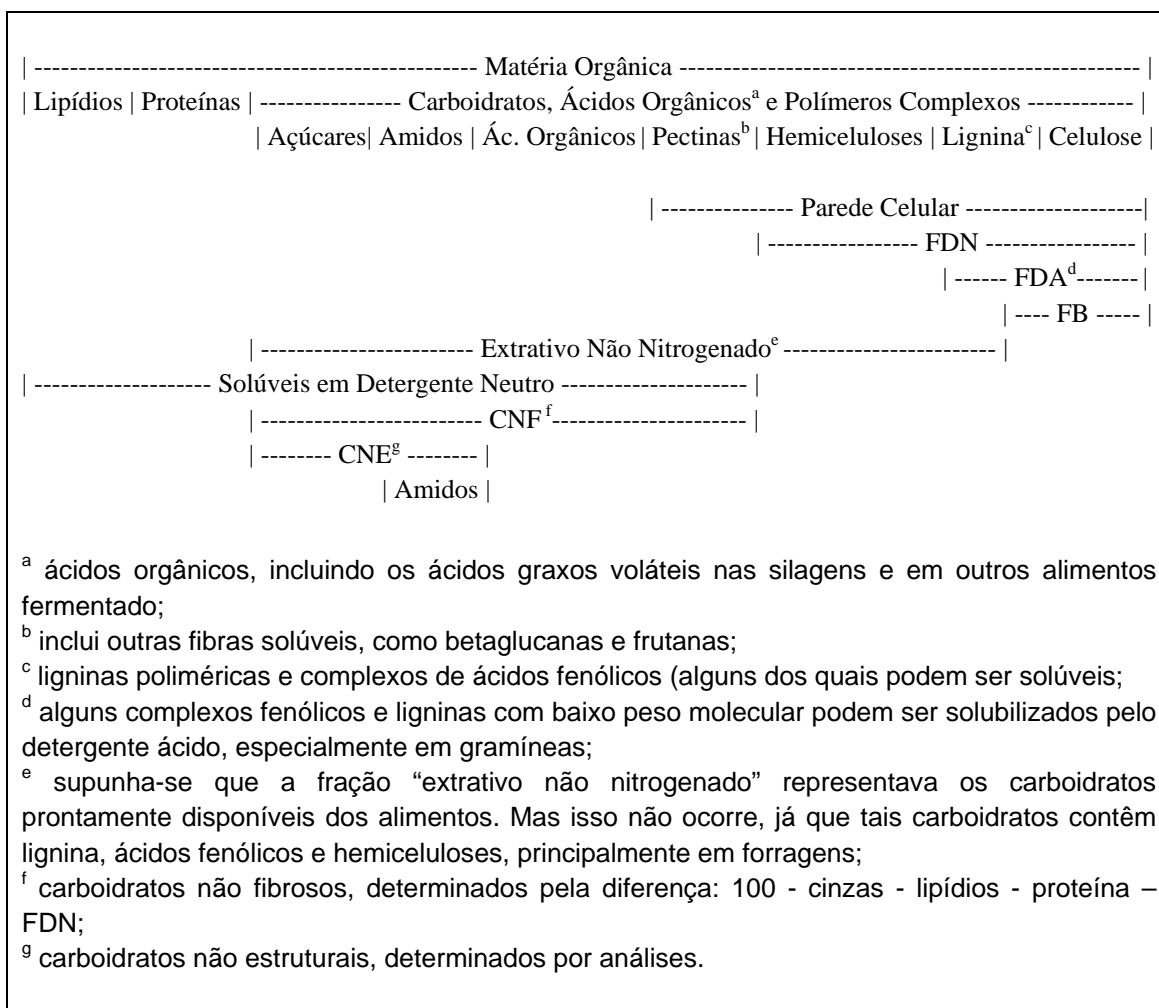 | -------------------------------------------------- Matéria Orgânica ---------------------------------------------------- |
| Lipídios | Proteínas | ---------------- Carboidratos, Ácidos Orgânicosᵃ e Polímeros Complexos ------------ |
| Açúcares| Amidos | Ác. Orgânicos | Pectinasᵇ | Hemiceluloses | Ligninaᶜ | Celulose |
| --------------- Parede Celular --------------------|
| ----------------- FDN ----------------- |
| ------ FDAᵈ------- |
| ---- FB ----- |
| ------------------------ Extrativo Não Nitrogenadoᵉ ------------------------ |
| -------------------- Solúveis em Detergente Neutro --------------------- |
| ------------------------- CNF ᶠ---------------------- |
| -------- CNEᵍ -------- |
| Amidos |
ᵃ ácidos orgânicos, incluindo os ácidos graxos voláteis nas silagens e em outros alimentos
fermentado;
ᵇ inclui outras fibras solúveis, como betaglucanas e frutanas;
ᶜ ligninas poliméricas e complexos de ácidos fenólicos (alguns dos quais podem ser solúveis;
ᵈ alguns complexos fenólicos e ligninas com baixo peso molecular podem ser solubilizados pelo
detergente ácido, especialmente em gramíneas;
ᵉ supunha-se que a fração “extrativo não nitrogenado” representava os carboidratos
prontamente disponíveis dos alimentos. Mas isso não ocorre, já que tais carboidratos contêm
lignina, ácidos fenólicos e hemiceluloses, principalmente em forragens;
ᶠ carboidratos não fibrosos, determinados pela diferença: 100 - cinzas - lipídios - proteína –
FDN;
ᵍ carboidratos não estruturais, determinados por análises.